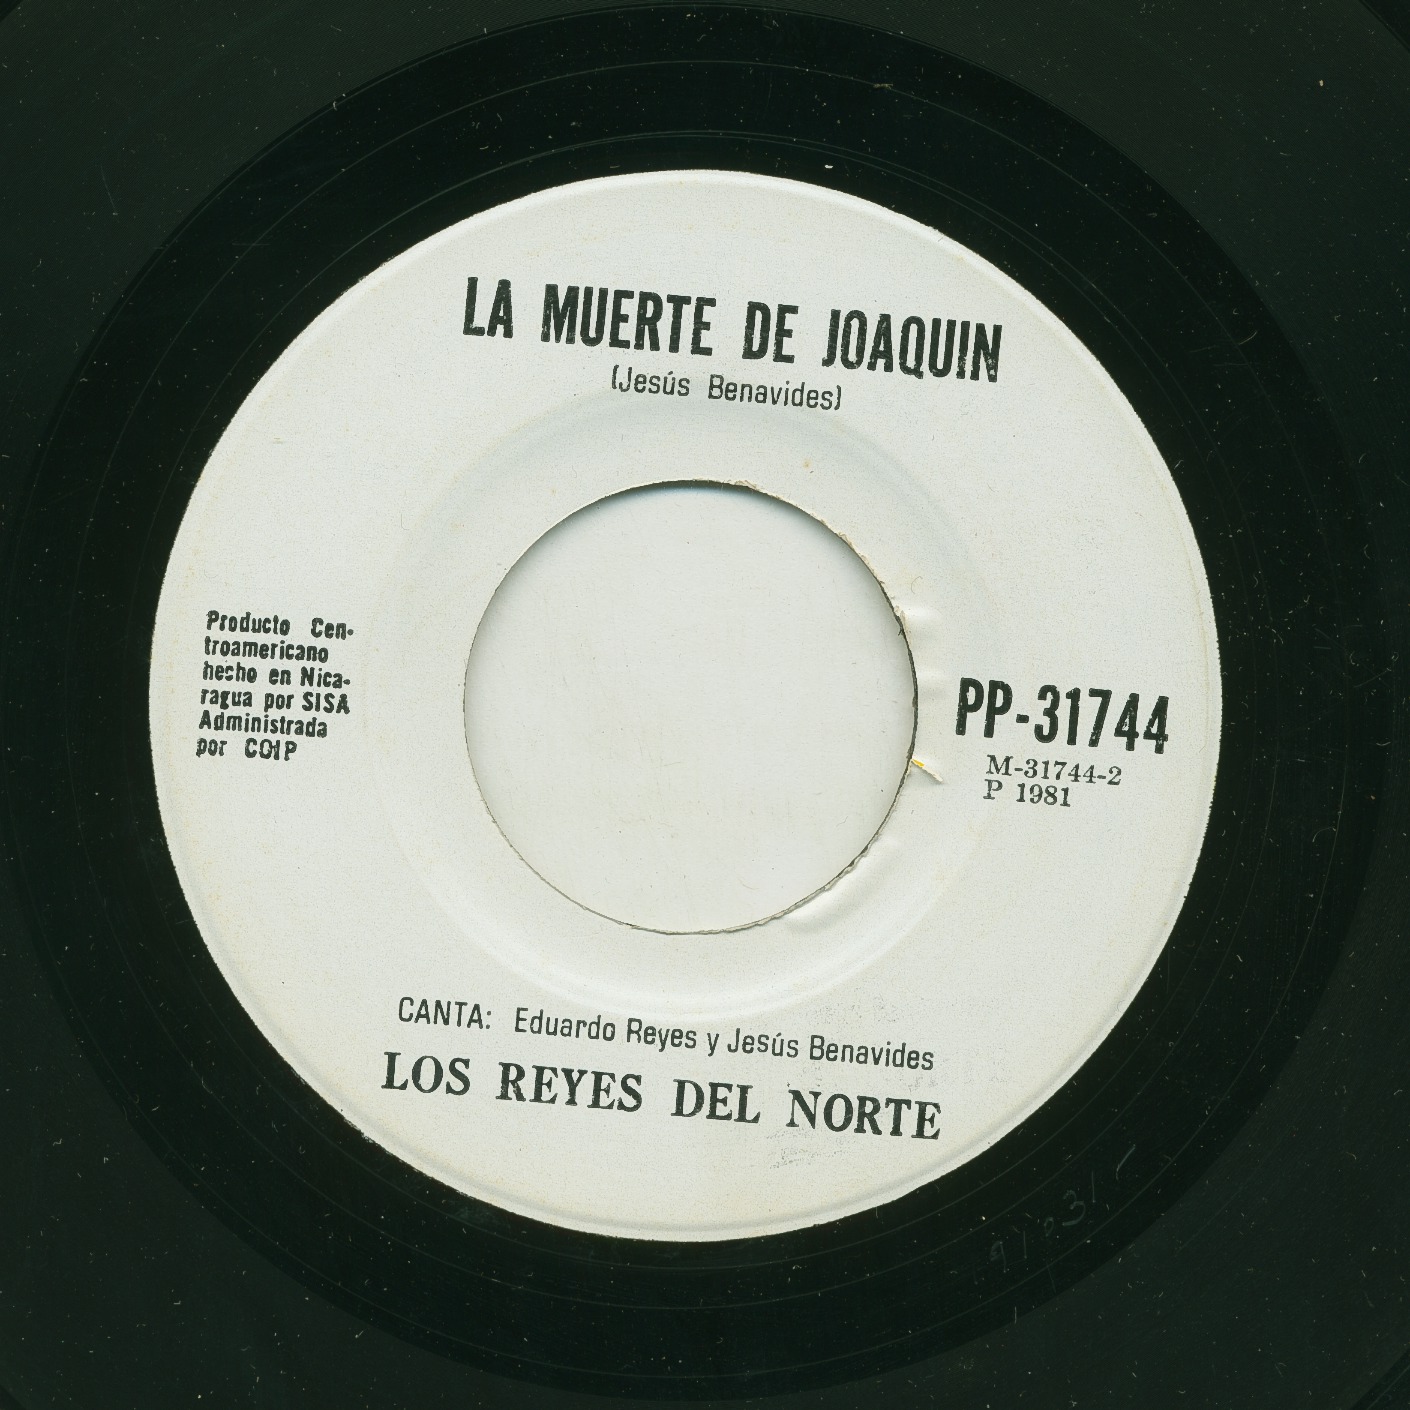 LA MUERTE DE JOAQUIN
(Jesús Benavides)
Producto Cen-
troamericano
hecho en Nica-
ragua por SISA
Administrada
por COIP
PP-31744
M-31744-2
P 1981
CANTA: Eduardo Reyes y Jesús Benavides
LOS REYES DEL NORTE